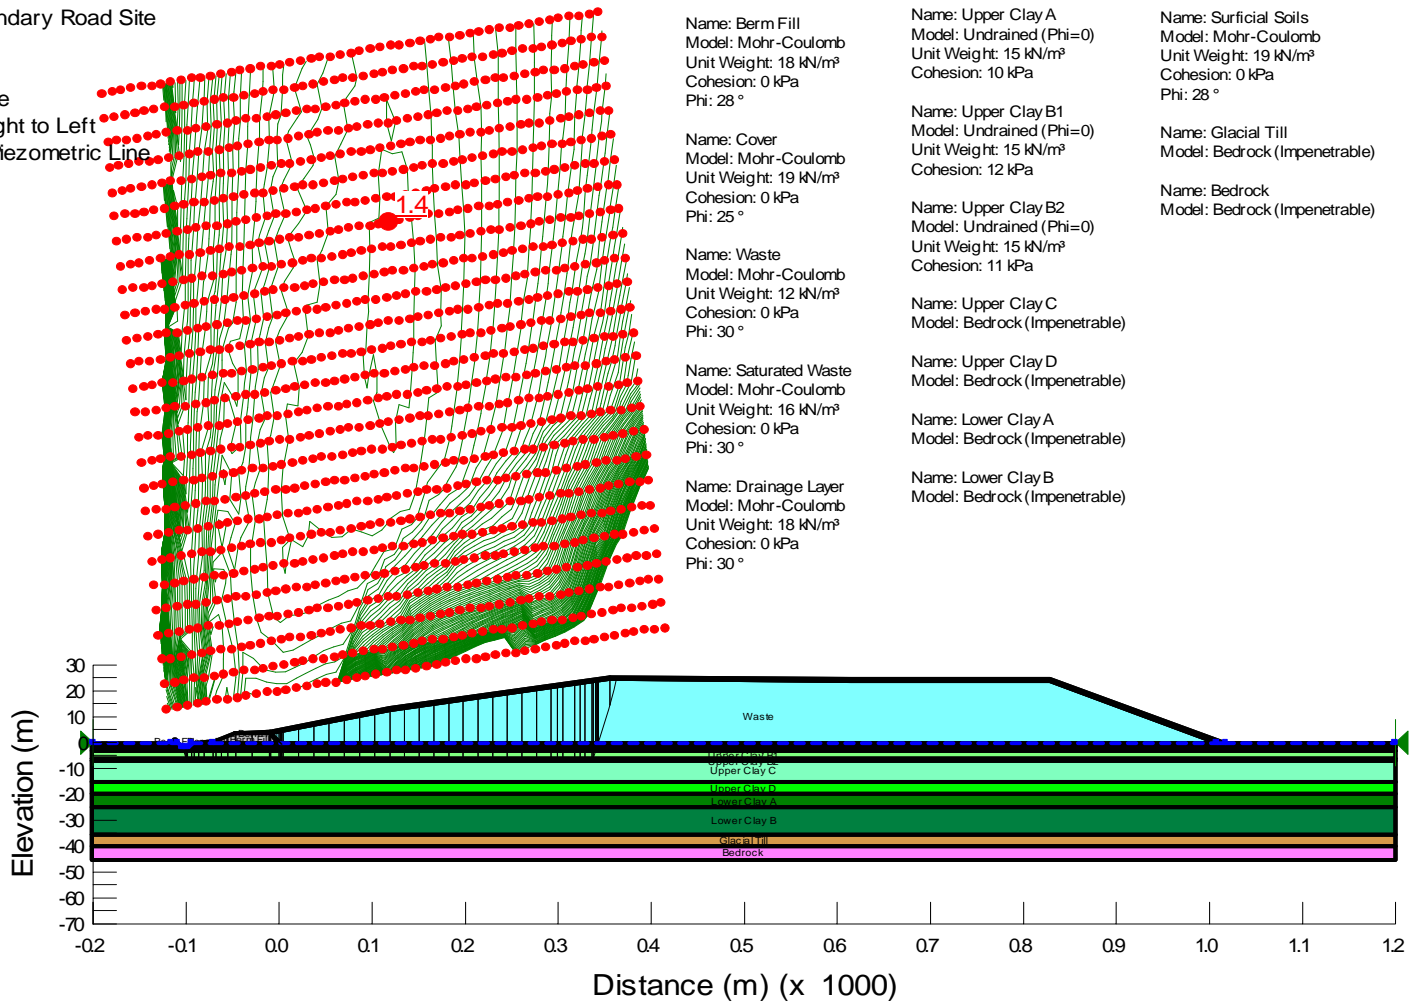 ndary Road Site
e
ght to Left
iezometric Line
1.4
Name: Berm Fill
Model: Mohr-Coulomb
Unit Weight: 18 kN/m³
Cohesion: 0 kPa
Phi: 28 °
Name: Cover
Model: Mohr-Coulomb
Unit Weight: 19 kN/m³
Cohesion: 0 kPa
Phi: 25 °
Name: Waste
Model: Mohr-Coulomb
Unit Weight: 12 kN/m³
Cohesion: 0 kPa
Phi: 30 °
Name: Saturated Waste
Model: Mohr-Coulomb
Unit Weight: 16 kN/m³
Cohesion: 0 kPa
Phi: 30 °
Name: Drainage Layer
Model: Mohr-Coulomb
Unit Weight: 18 kN/m³
Cohesion: 0 kPa
Phi: 30 °
Name: Upper Clay A
Model: Undrained (Phi=0)
Unit Weight: 15 kN/m³
Cohesion: 10 kPa
Name: Upper Clay B1
Model: Undrained (Phi=0)
Unit Weight: 15 kN/m³
Cohesion: 12 kPa
Name: Upper Clay B2
Model: Undrained (Phi=0)
Unit Weight: 15 kN/m³
Cohesion: 11 kPa
Name: Upper Clay C
Model: Bedrock (Impenetrable)
Name: Upper Clay D
Model: Bedrock (Impenetrable)
Name: Lower Clay A
Model: Bedrock (Impenetrable)
Name: Lower Clay B
Model: Bedrock (Impenetrable)
Name: Surficial Soils
Model: Mohr-Coulomb
Unit Weight: 19 kN/m³
Cohesion: 0 kPa
Phi: 28 °
Name: Glacial Till
Model: Bedrock (Impenetrable)
Name: Bedrock
Model: Bedrock (Impenetrable)
Elevation (m)
30
20
10
0
-10
-20
-30
-40
-50
-60
-70
Waste
Upper Clay B2
Upper Clay C
Upper Clay D
Lower Clay A
Lower Clay B
Glacial Till
Bedrock
-0.2 -0.1 0.0 0.1 0.2 0.3 0.4 0.5 0.6 0.7 0.8 0.9 1.0 1.1 1.2
Distance (m) (x 1000)